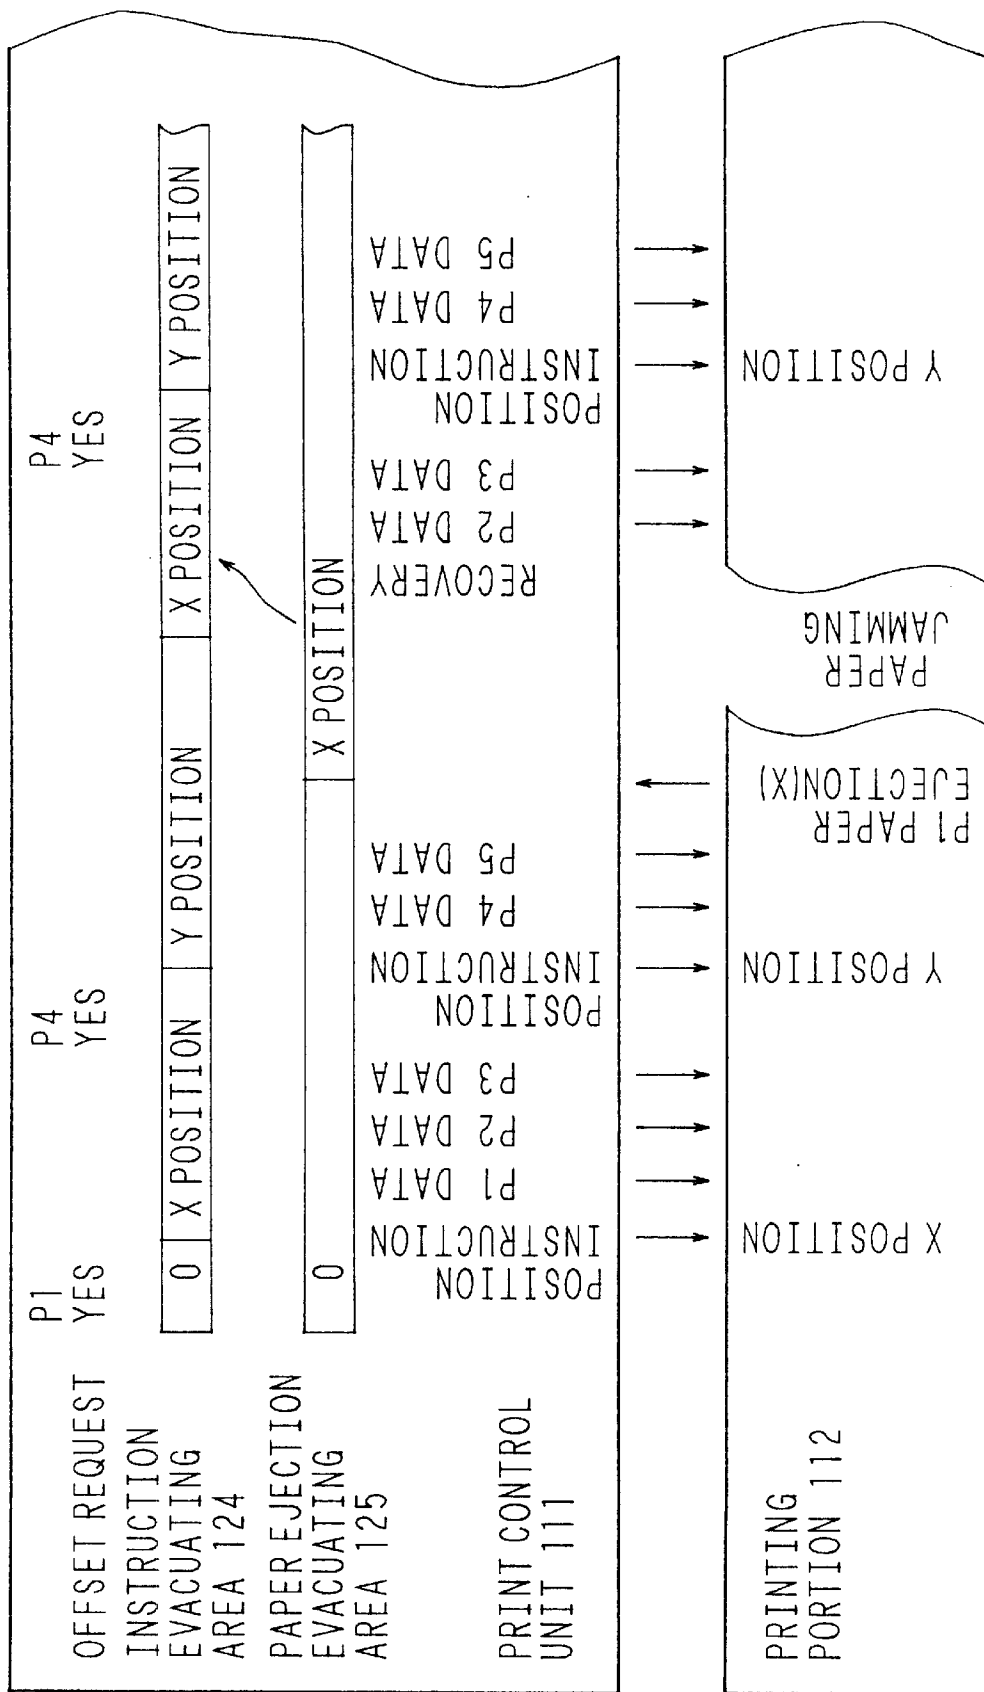 OFFSET REQUEST
P1
YES
P4
YES
P4
YES
INSTRUCTION
EVACUATING
AREA 124
0
X POSITION
Y POSITION
X POSITION
Y POSITION
PAPER EJECTION
EVACUATING
AREA 125
0
X POSITION
PRINT CONTROL
UNIT 111
POSITION
INSTRUCTION
P1 DATA
P2 DATA
P3 DATA
POSITION
INSTRUCTION
P4 DATA
P5 DATA
RECOVERY
P2 DATA
P3 DATA
POSITION
INSTRUCTION
P4 DATA
P5 DATA
PRINTING
PORTION 112
X POSITION
Y POSITION
P1 PAPER
EJECTION(X)
PAPER
JAMMING
Y POSITION